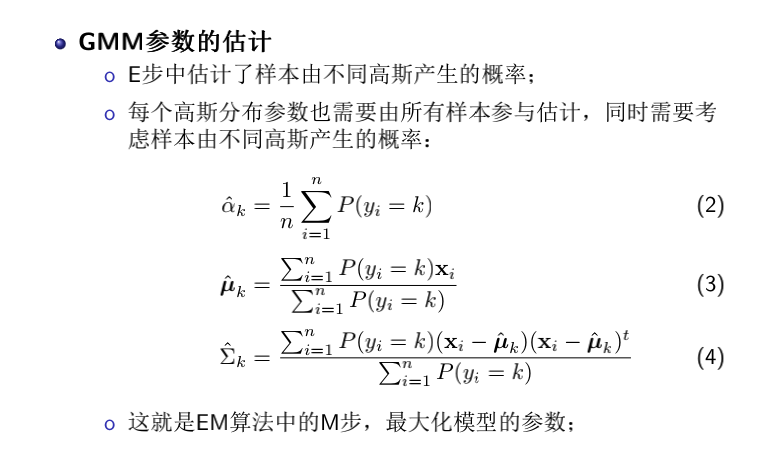 GMM参数的估计
E步中估计了样本由不同高斯产生的概率；
每个高斯分布参数也需要由所有样本参与估计，同时需要考
虑样本由不同高斯产生的概率：
$\hat{\alpha}_k = \frac{1}{n} \sum_{i=1}^{n} P(y_i = k)$ (2)
$\hat{\boldsymbol{\mu}}_k = \frac{\sum_{i=1}^{n} P(y_i = k)\mathbf{x}_i}{\sum_{i=1}^{n} P(y_i = k)}$ (3)
$\hat{\Sigma}_k = \frac{\sum_{i=1}^{n} P(y_i = k)(\mathbf{x}_i - \hat{\boldsymbol{\mu}}_k)(\mathbf{x}_i - \hat{\boldsymbol{\mu}}_k)^t}{\sum_{i=1}^{n} P(y_i = k)}$ (4)
这就是EM算法中的M步，最大化模型的参数；